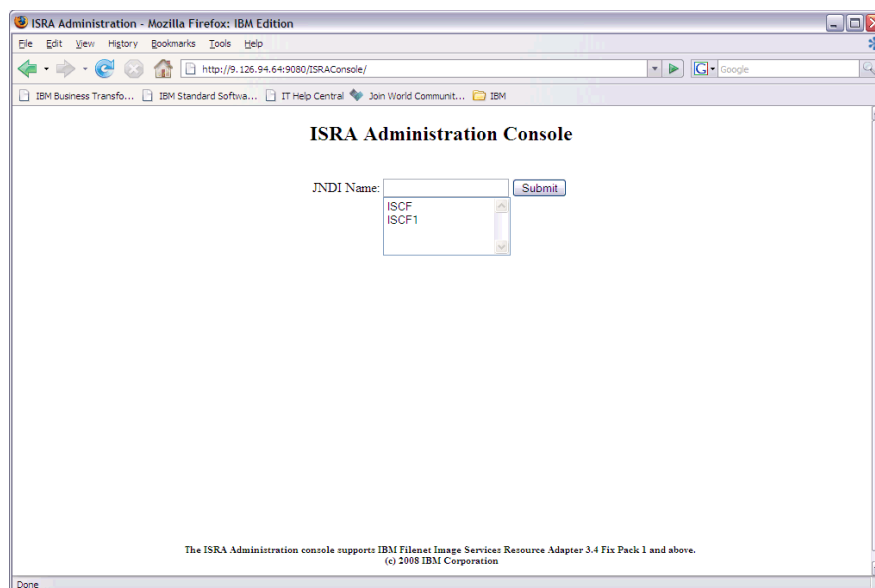 ISRA Administration - Mozilla Firefox: IBM Edition
File Edit View History Bookmarks Tools Help
http://9.126.94.64:9080/ISRAConsole/
G Google
IBM Business Transfo... IBM Standard Softwa... IT Help Central Join World Communit... IBM
ISRA Administration Console
JNDI Name: Submit
ISCF
ISCF1
The ISRA Administration console supports IBM Filenet Image Services Resource Adapter 3.4 Fix Pack 1 and above.
(c) 2008 IBM Corporation
Done